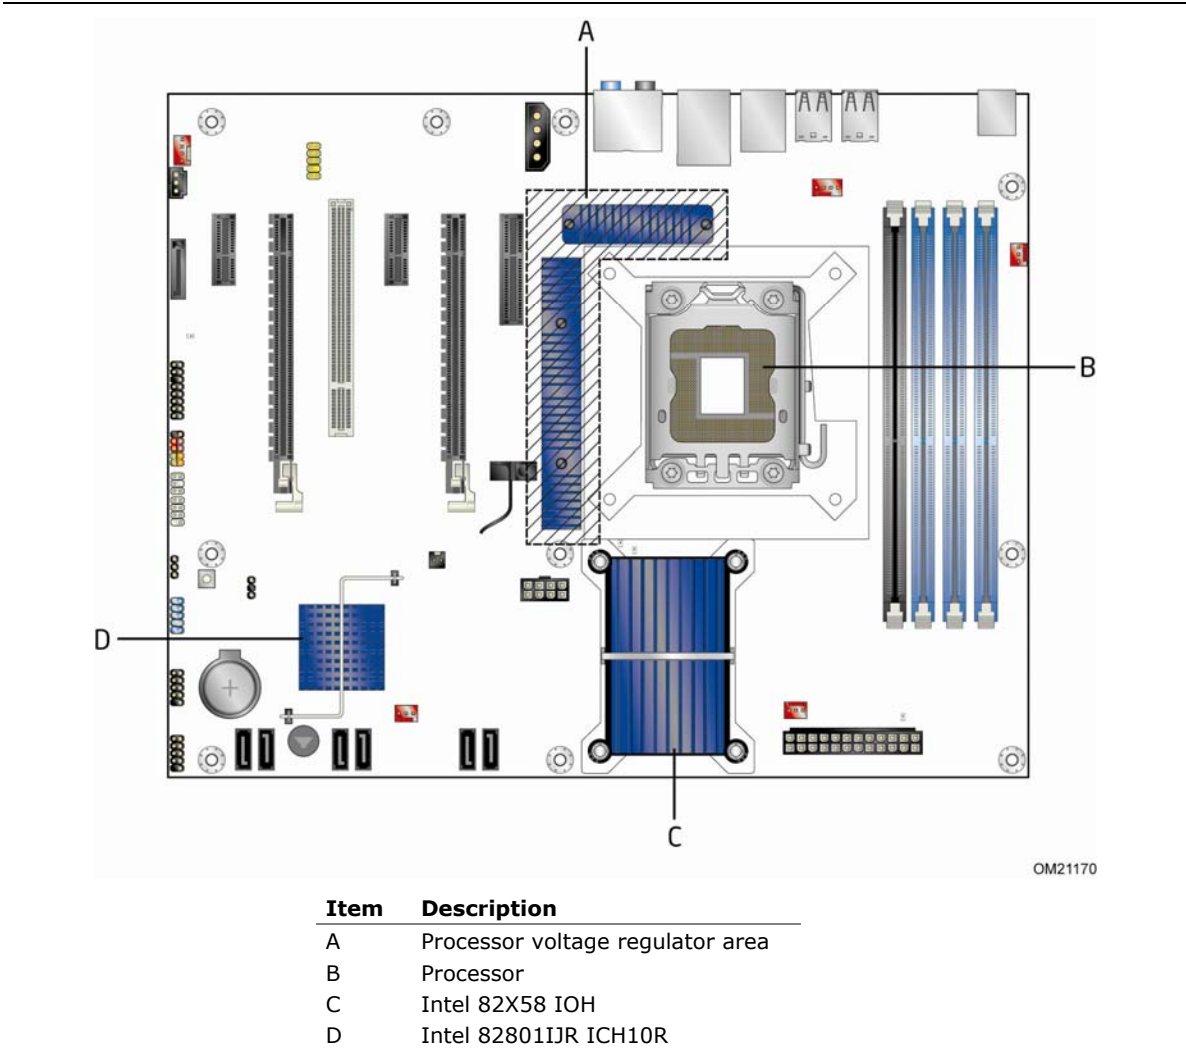 A
B
D
C
OM21170
Item Description
A Processor voltage regulator area
B Processor
C Intel 82X58 IOH
D Intel 82801IJR ICH10R